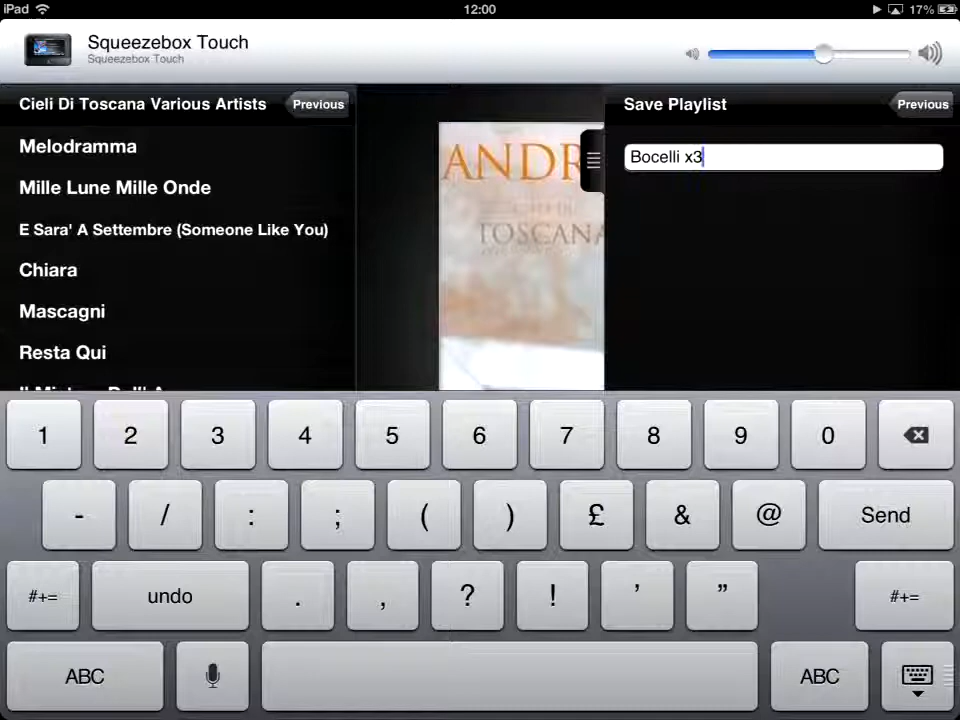 iPad 12:00 17%
Squeezebox Touch
Squeezebox Touch
Cieli Di Toscana Various Artists Previous
Melodramma
Mille Lune Mille Onde
E Sara' A Settembre (Someone Like You)
Chiara
Mascagni
Resta Qui
ANDR
TOSCANA
Save Playlist Previous
Bocelli x3
1 2 3 4 5 6 7 8 9 0
- / : ; ( ) £ & @ Send
#+= undo . , ? ! ’ ” #+=
ABC ABC